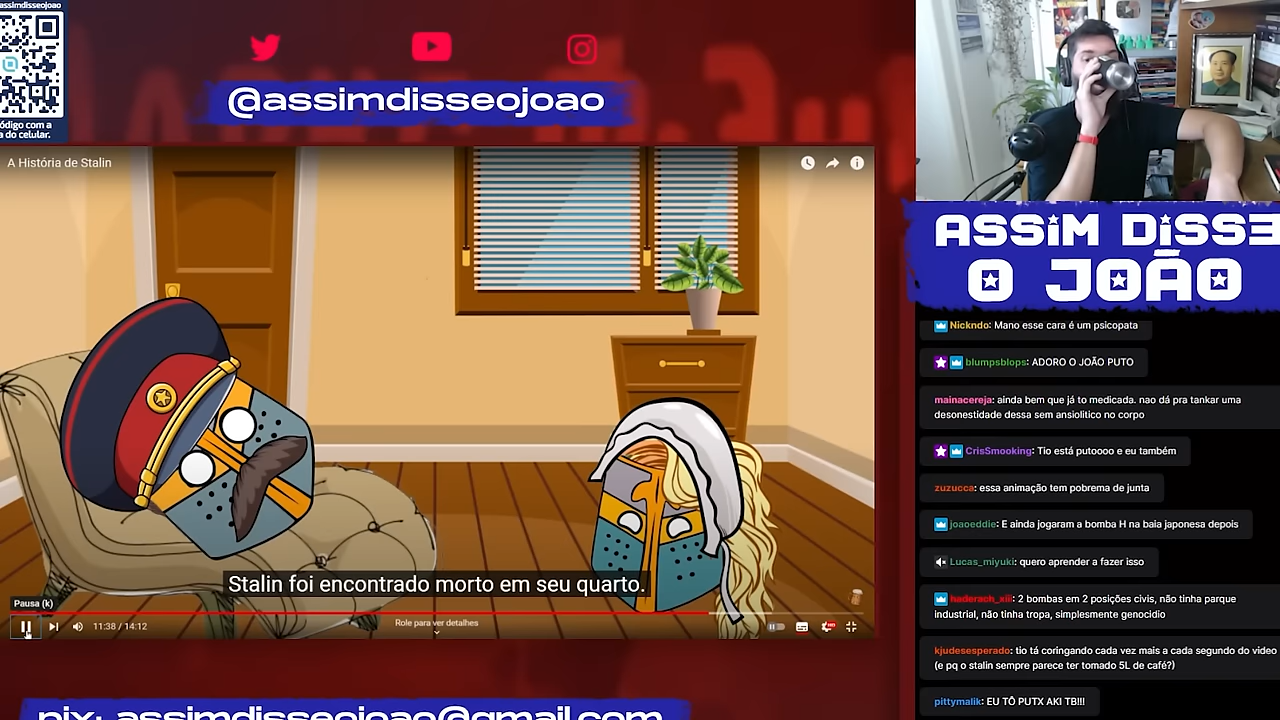 assimdisseojoao
ódigo com a
a do celular.
@assimdisseojoao
A História de Stalin
Stalin foi encontrado morto em seu quarto.
Pausa (k)
11:38 / 14:12
Role para ver detalhes
pix: assimdisseojoao@gmail.com
ASSIM DISSE
O JOÃO
Nickndo: Mano esse cara é um psicopata
blumpsblops: ADORO O JOÃO PUTO
mainacereja: ainda bem que já to medicada. nao dá pra tankar uma
desonestidade dessa sem ansiolitico no corpo
CrisSmooking: Tio está putoooo e eu também
zuzucca: essa animação tem pobrema de junta
joaoeddie: E ainda jogaram a bomba H na baia japonesa depois
Lucas_miyuki: quero aprender a fazer isso
haderach_xiii: 2 bombas em 2 posições civis, não tinha parque
industrial, não tinha tropa, simplesmente genocidio
kjudesesperado: tio tá coringando cada vez mais a cada segundo do video
(e pq o stalin sempre parece ter tomado 5L de café?)
pittymalik: EU TÔ PUTX AKI TB!!!